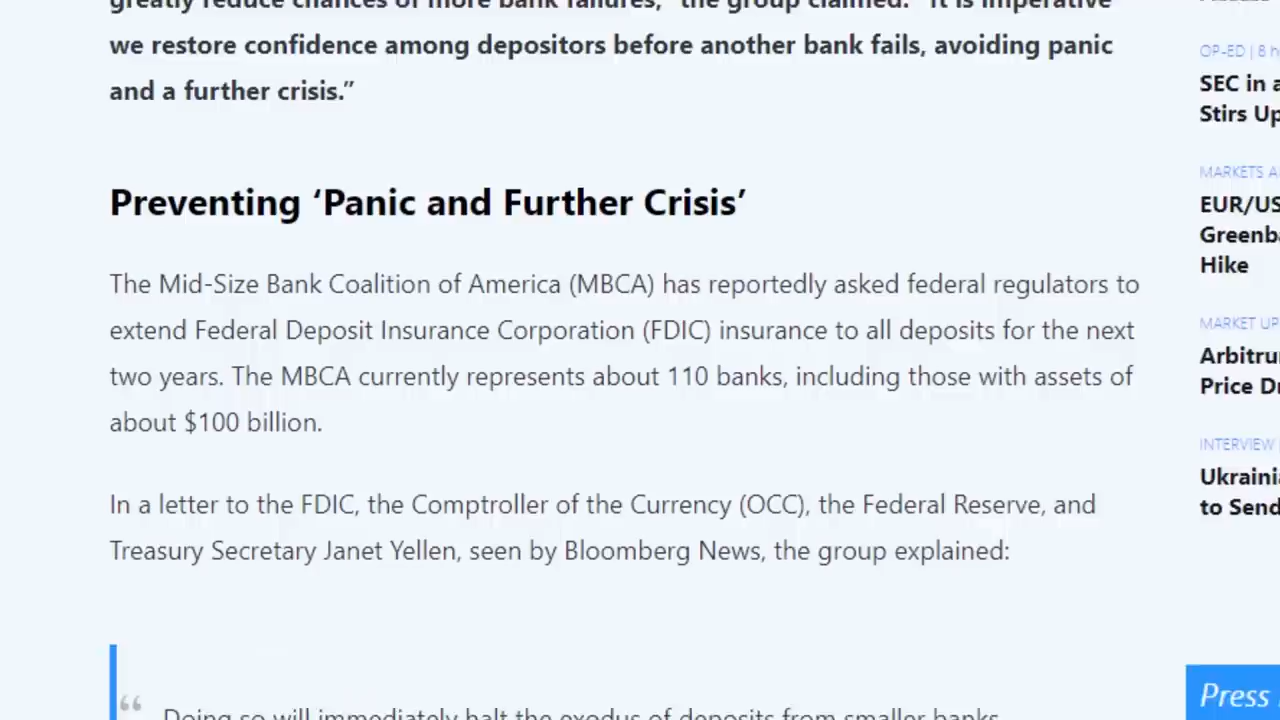 greatly reduce chances of more bank failures,” the group claimed. “It is imperative
we restore confidence among depositors before another bank fails, avoiding panic
and a further crisis.”
Preventing ‘Panic and Further Crisis’
The Mid-Size Bank Coalition of America (MBCA) has reportedly asked federal regulators to
extend Federal Deposit Insurance Corporation (FDIC) insurance to all deposits for the next
two years. The MBCA currently represents about 110 banks, including those with assets of
about $100 billion.
In a letter to the FDIC, the Comptroller of the Currency (OCC), the Federal Reserve, and
Treasury Secretary Janet Yellen, seen by Bloomberg News, the group explained:
“
Doing so will immediately halt the exodus of deposits from smaller banks
OP-ED | 8 h
SEC in a
Stirs Up
MARKETS A
EUR/US
Greenba
Hike
MARKET UP
Arbitru
Price Dr
INTERVIEW |
Ukraini
to Send
Press